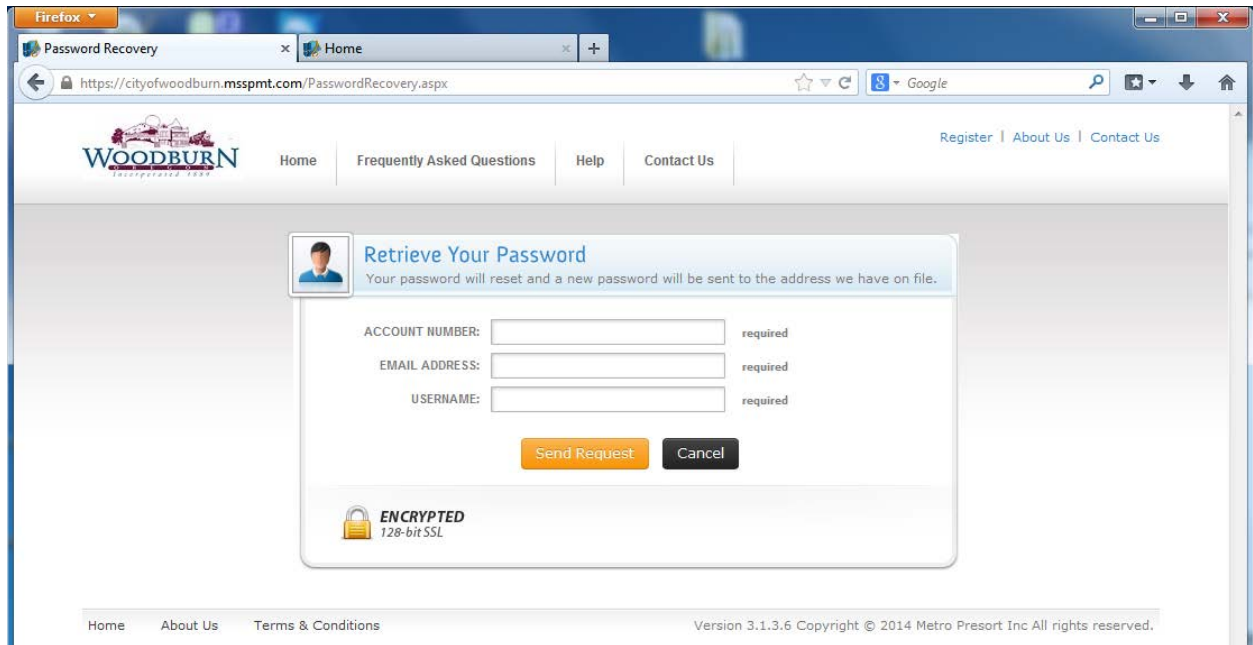 Firefox
Password Recovery
Home
https://cityofwoodburn.msspmt.com/PasswordRecovery.aspx
Google
Register | About Us | Contact Us
WOODBURN
OREGON
Incorporated 1889
Home Frequently Asked Questions Help Contact Us
Retrieve Your Password
Your password will reset and a new password will be sent to the address we have on file.
ACCOUNT NUMBER: required
EMAIL ADDRESS: required
USERNAME: required
Send Request Cancel
ENCRYPTED
128-bit SSL
Home About Us Terms & Conditions Version 3.1.3.6 Copyright © 2014 Metro Presort Inc All rights reserved.